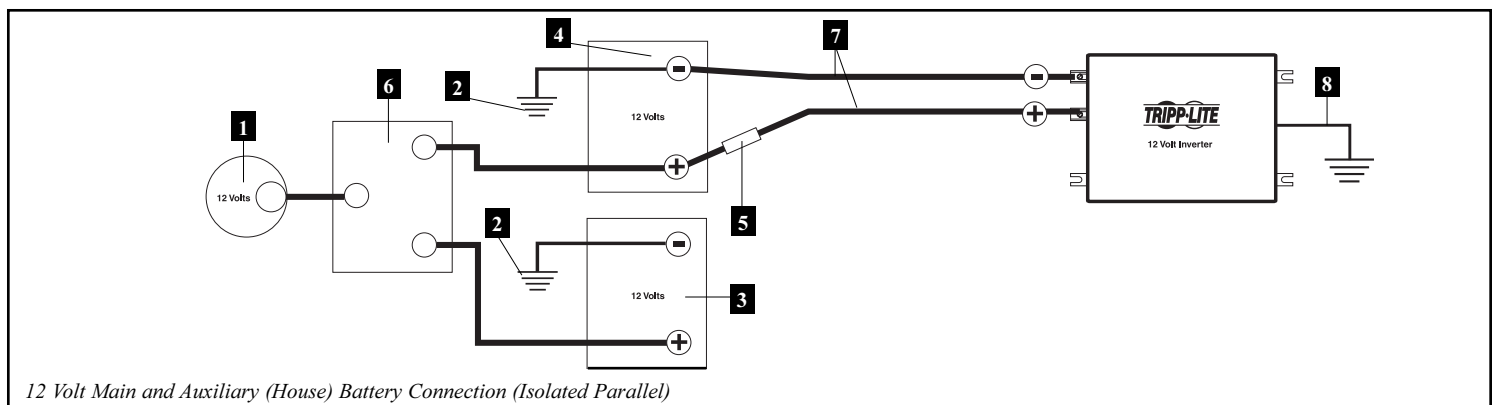 4
7
2
6
12 Volts
8
TRIPP·LITE
12 Volt Inverter
1
12 Volts
5
2
12 Volts
3
12 Volt Main and Auxiliary (House) Battery Connection (Isolated Parallel)